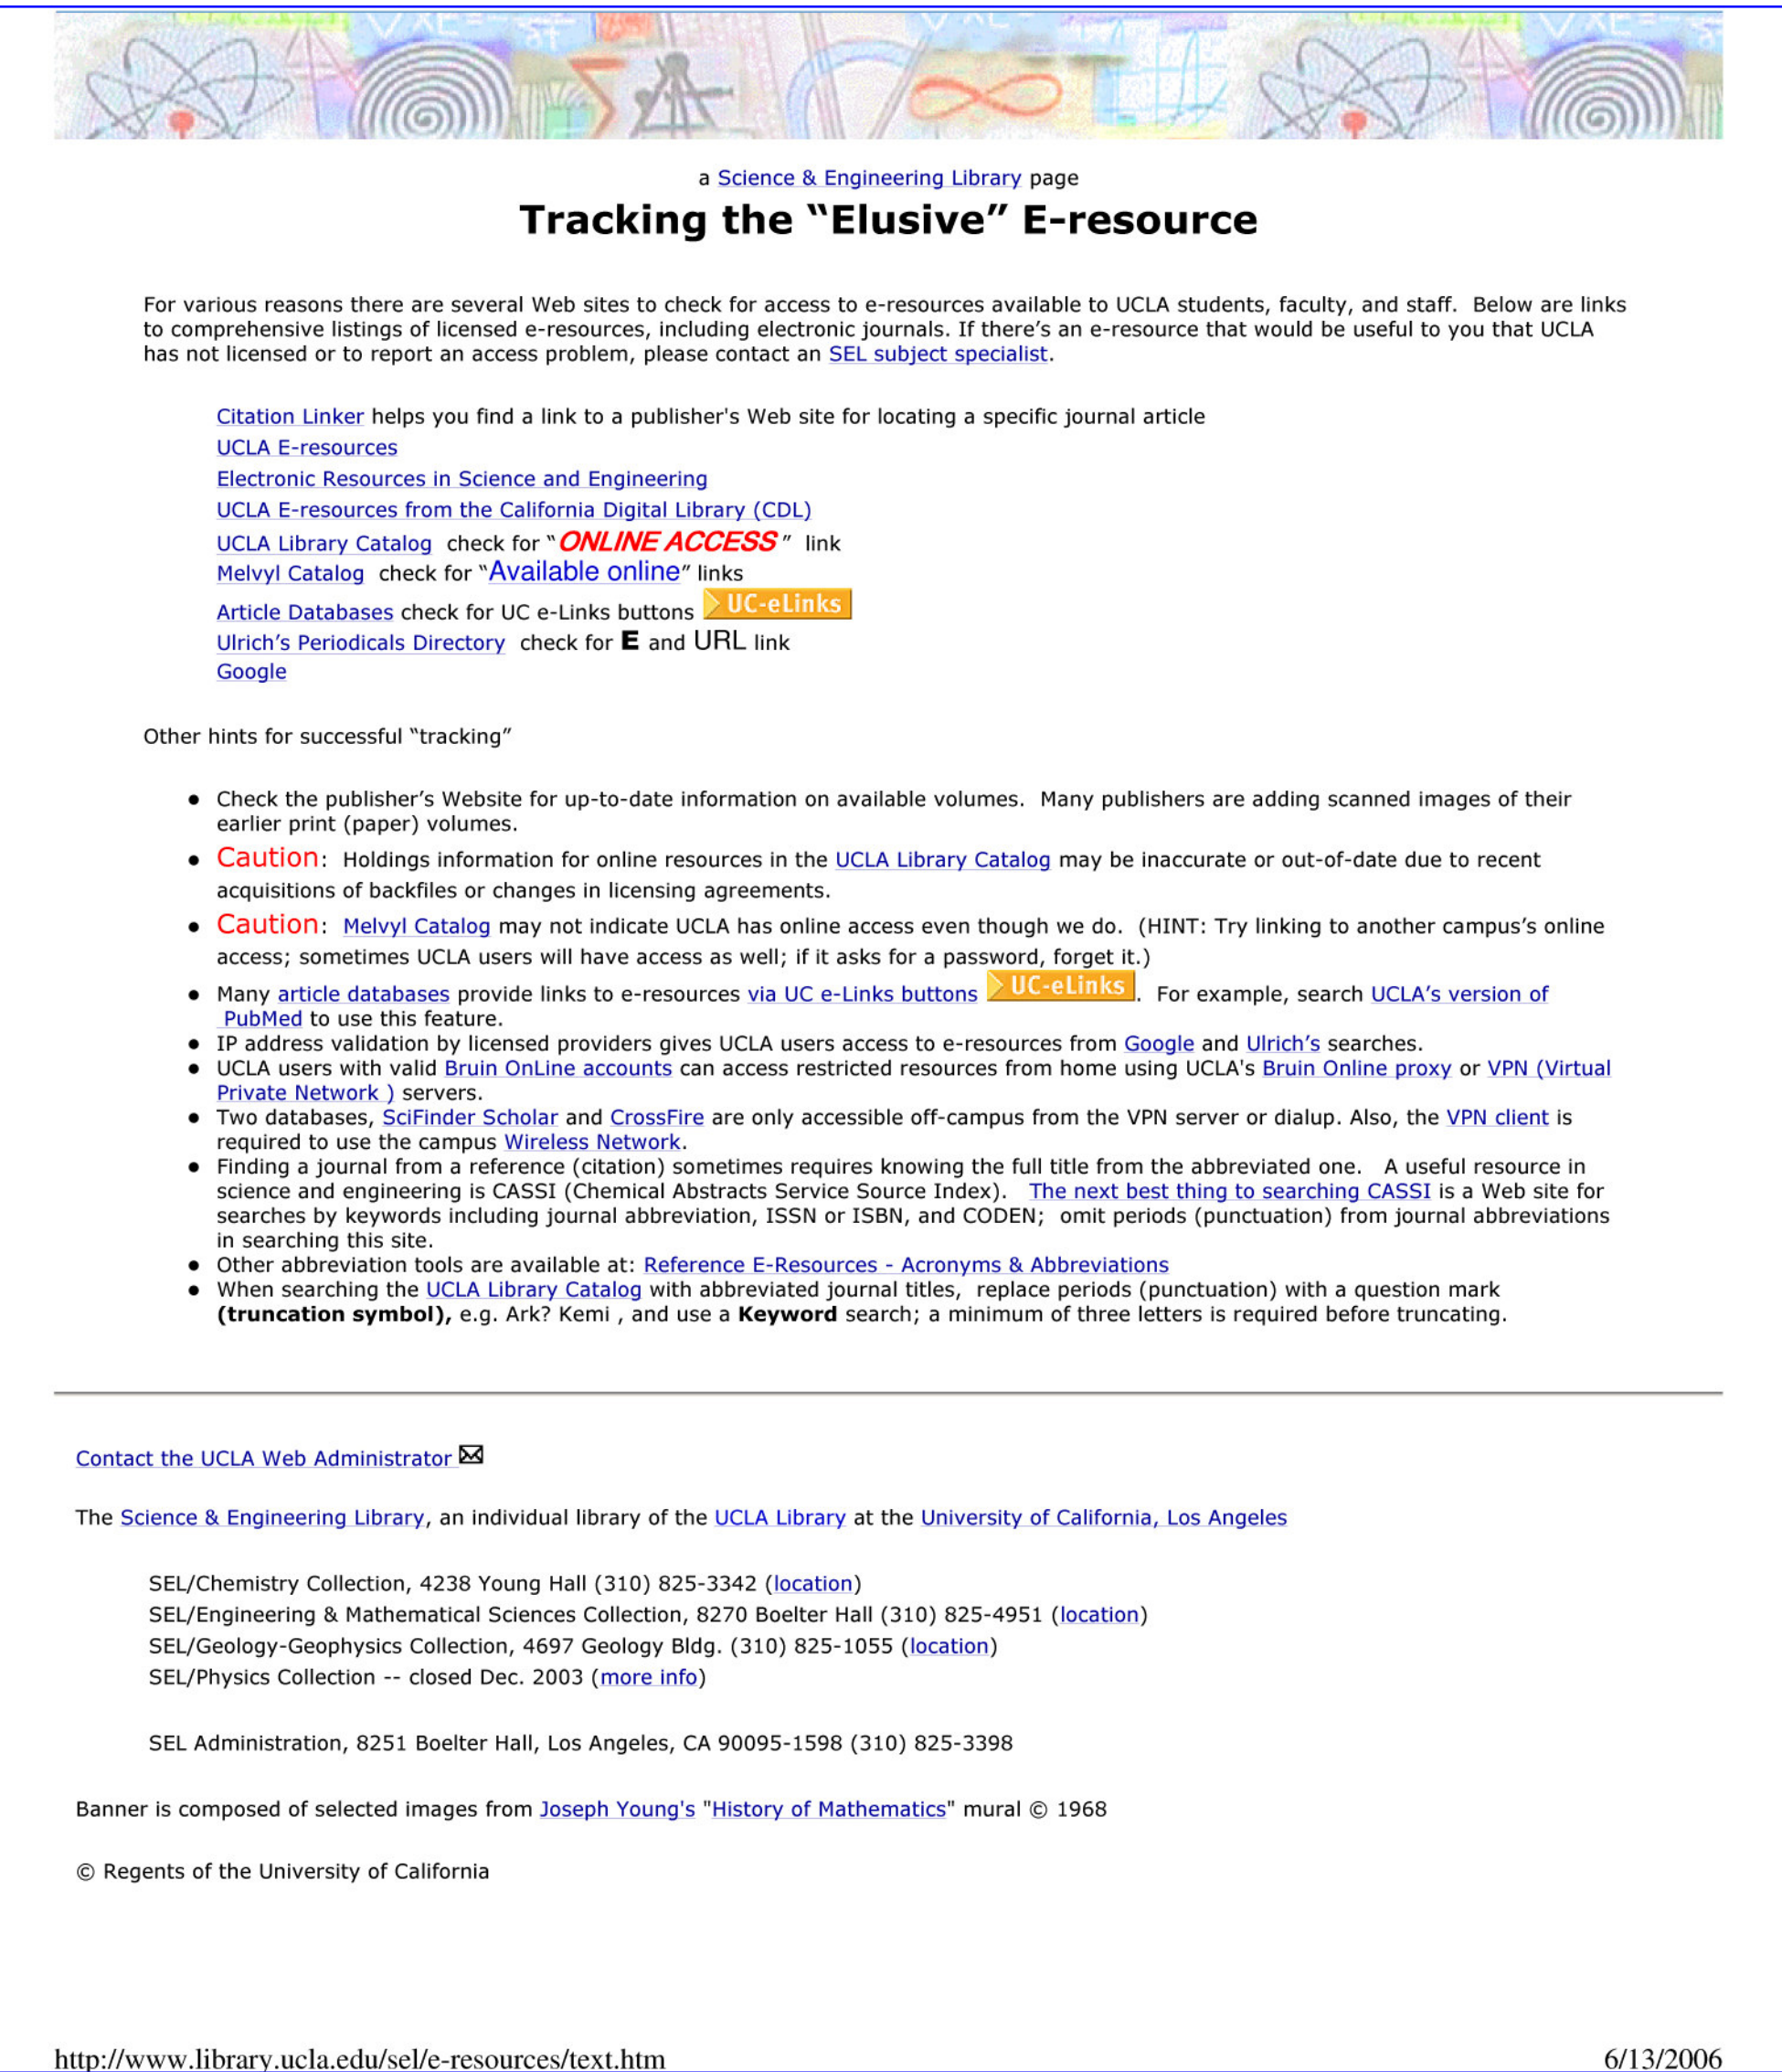 a Science & Engineering Library page
Tracking the “Elusive” E-resource
For various reasons there are several Web sites to check for access to e-resources available to UCLA students, faculty, and staff.  Below are links
to comprehensive listings of licensed e-resources, including electronic journals. If there’s an e-resource that would be useful to you that UCLA
has not licensed or to report an access problem, please contact an SEL subject specialist.
Citation Linker helps you find a link to a publisher's Web site for locating a specific journal article
UCLA E-resources
Electronic Resources in Science and Engineering
UCLA E-resources from the California Digital Library (CDL)
UCLA Library Catalog  check for “ONLINE ACCESS”  link
Melvyl Catalog  check for “Available online” links
Article Databases check for UC e-Links buttons UC-eLinks
Ulrich’s Periodicals Directory  check for E and URL link
Google
Other hints for successful “tracking”
● Check the publisher’s Website for up-to-date information on available volumes.  Many publishers are adding scanned images of their
earlier print (paper) volumes.
● Caution:  Holdings information for online resources in the UCLA Library Catalog may be inaccurate or out-of-date due to recent
acquisitions of backfiles or changes in licensing agreements.
● Caution:  Melvyl Catalog may not indicate UCLA has online access even though we do.  (HINT: Try linking to another campus’s online
access; sometimes UCLA users will have access as well; if it asks for a password, forget it.)
● Many article databases provide links to e-resources via UC e-Links buttons UC-eLinks.  For example, search UCLA’s version of
PubMed to use this feature.
● IP address validation by licensed providers gives UCLA users access to e-resources from Google and Ulrich’s searches.
● UCLA users with valid Bruin OnLine accounts can access restricted resources from home using UCLA's Bruin Online proxy or VPN (Virtual
Private Network ) servers.
● Two databases, SciFinder Scholar and CrossFire are only accessible off-campus from the VPN server or dialup. Also, the VPN client is
required to use the campus Wireless Network.
● Finding a journal from a reference (citation) sometimes requires knowing the full title from the abbreviated one.   A useful resource in
science and engineering is CASSI (Chemical Abstracts Service Source Index).   The next best thing to searching CASSI is a Web site for
searches by keywords including journal abbreviation, ISSN or ISBN, and CODEN;  omit periods (punctuation) from journal abbreviations
in searching this site.
● Other abbreviation tools are available at: Reference E-Resources - Acronyms & Abbreviations
● When searching the UCLA Library Catalog with abbreviated journal titles,  replace periods (punctuation) with a question mark
(truncation symbol), e.g. Ark? Kemi , and use a Keyword search; a minimum of three letters is required before truncating.
Contact the UCLA Web Administrator
The Science & Engineering Library, an individual library of the UCLA Library at the University of California, Los Angeles
SEL/Chemistry Collection, 4238 Young Hall (310) 825-3342 (location)
SEL/Engineering & Mathematical Sciences Collection, 8270 Boelter Hall (310) 825-4951 (location)
SEL/Geology-Geophysics Collection, 4697 Geology Bldg. (310) 825-1055 (location)
SEL/Physics Collection -- closed Dec. 2003 (more info)
SEL Administration, 8251 Boelter Hall, Los Angeles, CA 90095-1598 (310) 825-3398
Banner is composed of selected images from Joseph Young's "History of Mathematics" mural © 1968
© Regents of the University of California
http://www.library.ucla.edu/sel/e-resources/text.htm 6/13/2006